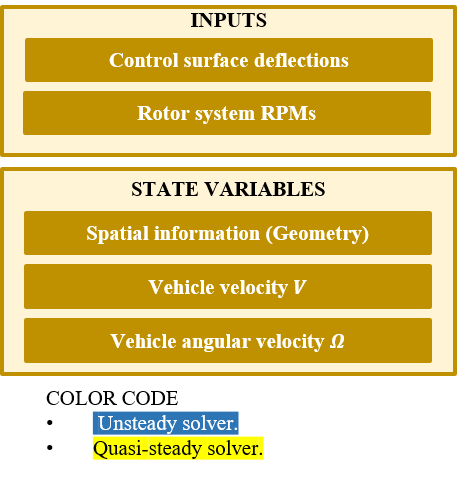 INPUTS
Control surface deflections
Rotor system RPMs
STATE VARIABLES
Spatial information (Geometry)
Vehicle velocity V
Vehicle angular velocity Ω
COLOR CODE
• Unsteady solver.
• Quasi-steady solver.